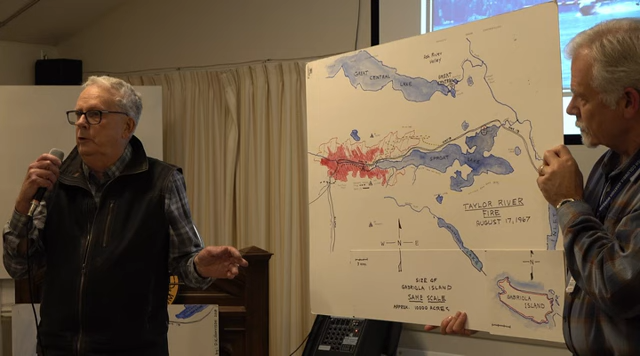 GREAT
CENTRAL
LAKE
SPROAT
LAKE
TAYLOR RIVER
FIRE
AUGUST 17, 1967
W
N
E
N
SIZE OF
GABRIOLA ISLAND
SAME SCALE
APPROX. 10000 ACRES
GABRIOLA
ISLAND